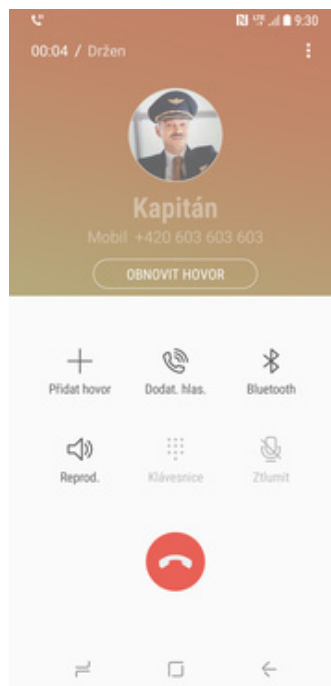 LTE 9:30
00:04 / Držen
Kapitán
Mobil +420 603 603 603
OBNOVIT HOVOR
Přidat hovor Dodat. hlas. Bluetooth
Reprod. Klávesnice Ztlumit